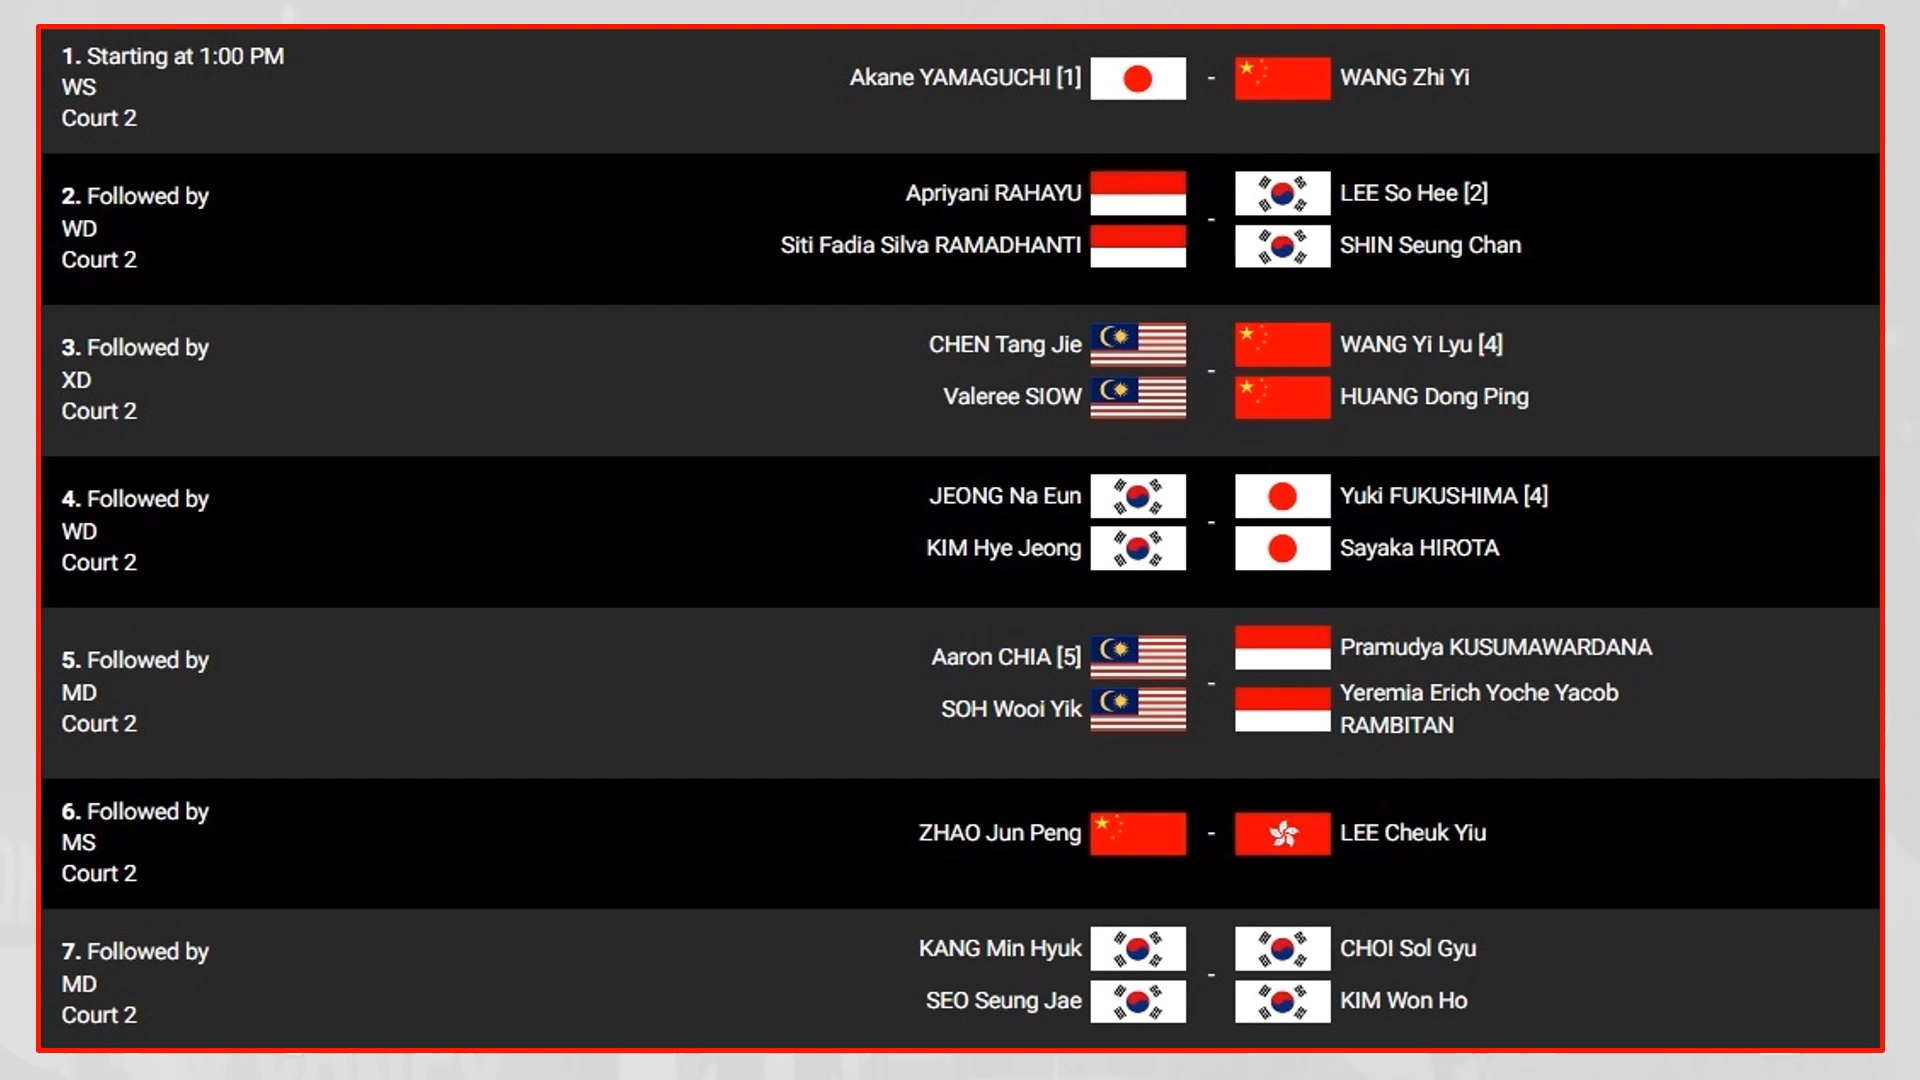 1. Starting at 1:00 PM
WS
Court 2
Akane YAMAGUCHI [1]
-
WANG Zhi Yi
2. Followed by
WD
Court 2
Apriyani RAHAYU
Siti Fadia Silva RAMADHANTI
-
LEE So Hee [2]
SHIN Seung Chan
3. Followed by
XD
Court 2
CHEN Tang Jie
Valeree SIOW
-
WANG Yi Lyu [4]
HUANG Dong Ping
4. Followed by
WD
Court 2
JEONG Na Eun
KIM Hye Jeong
-
Yuki FUKUSHIMA [4]
Sayaka HIROTA
5. Followed by
MD
Court 2
Aaron CHIA [5]
SOH Wooi Yik
-
Pramudya KUSUMAWARDANA
Yeremia Erich Yoche Yacob
RAMBITAN
6. Followed by
MS
Court 2
ZHAO Jun Peng
-
LEE Cheuk Yiu
7. Followed by
MD
Court 2
KANG Min Hyuk
SEO Seung Jae
-
CHOI Sol Gyu
KIM Won Ho